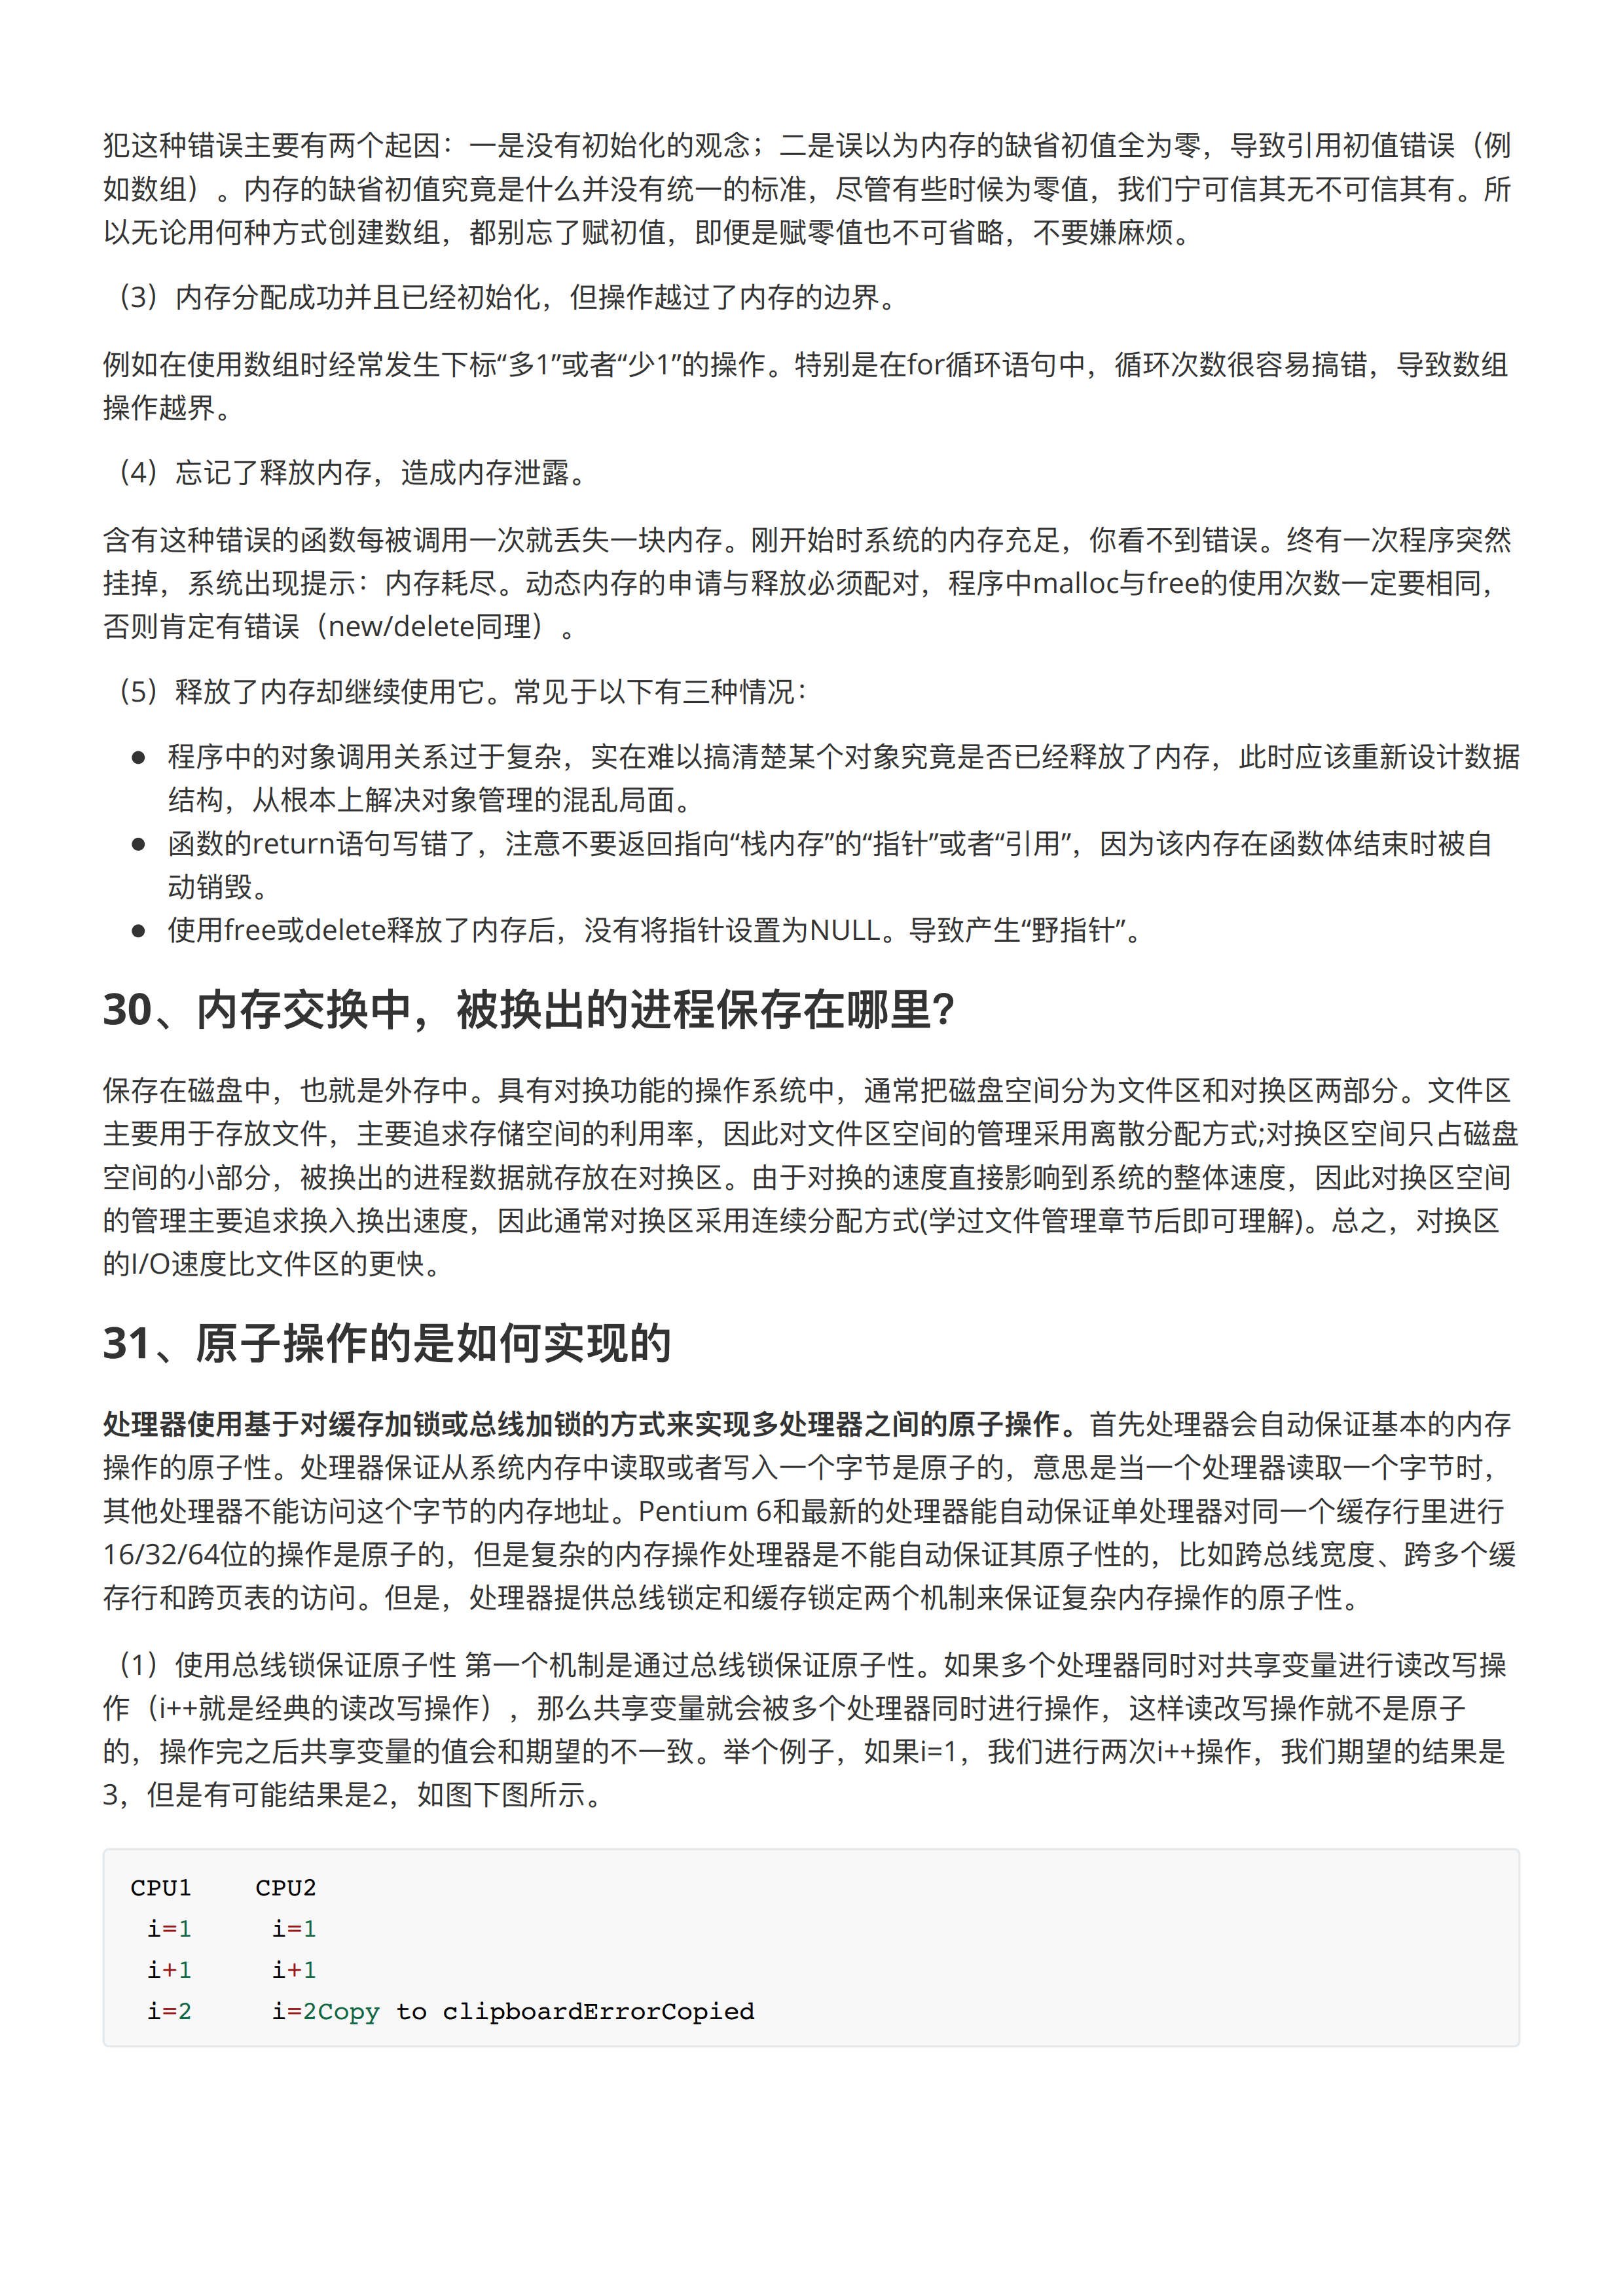 犯这种错误主要有两个起因：一是没有初始化的观念；二是误以为内存的缺省初值全为零，导致引用初值错误（例
如数组）。内存的缺省初值究竟是什么并没有统一的标准，尽管有些时候为零值，我们宁可信其无不可信其有。所
以无论用何种方式创建数组，都别忘了赋初值，即便是赋零值也不可省略，不要嫌麻烦。
（3）内存分配成功并且已经初始化，但操作越过了内存的边界。
例如在使用数组时经常发生下标“多1”或者“少1”的操作。特别是在for循环语句中，循环次数很容易搞错，导致数组
操作越界。
（4）忘记了释放内存，造成内存泄露。
含有这种错误的函数每被调用一次就丢失一块内存。刚开始时系统的内存充足，你看不到错误。终有一次程序突然
挂掉，系统出现提示：内存耗尽。动态内存的申请与释放必须配对，程序中malloc与free的使用次数一定要相同，
否则肯定有错误（new/delete同理）。
（5）释放了内存却继续使用它。常见于以下有三种情况：
● 程序中的对象调用关系过于复杂，实在难以搞清楚某个对象究竟是否已经释放了内存，此时应该重新设计数据
结构，从根本上解决对象管理的混乱局面。
● 函数的return语句写错了，注意不要返回指向“栈内存”的“指针”或者“引用”，因为该内存在函数体结束时被自
动销毁。
● 使用free或delete释放了内存后，没有将指针设置为NULL。导致产生“野指针”。
30、内存交换中，被换出的进程保存在哪里？
保存在磁盘中，也就是外存中。具有对换功能的操作系统中，通常把磁盘空间分为文件区和对换区两部分。文件区
主要用于存放文件，主要追求存储空间的利用率，因此对文件区空间的管理采用离散分配方式;对换区空间只占磁盘
空间的小部分，被换出的进程数据就存放在对换区。由于对换的速度直接影响到系统的整体速度，因此对换区空间
的管理主要追求换入换出速度，因此通常对换区采用连续分配方式(学过文件管理章节后即可理解)。总之，对换区
的I/O速度比文件区的更快。
31、原子操作的是如何实现的
处理器使用基于对缓存加锁或总线加锁的方式来实现多处理器之间的原子操作。首先处理器会自动保证基本的内存
操作的原子性。处理器保证从系统内存中读取或者写入一个字节是原子的，意思是当一个处理器读取一个字节时，
其他处理器不能访问这个字节的内存地址。Pentium 6和最新的处理器能自动保证单处理器对同一个缓存行里进行
16/32/64位的操作是原子的，但是复杂的内存操作处理器是不能自动保证其原子性的，比如跨总线宽度、跨多个缓
存行和跨页表的访问。但是，处理器提供总线锁定和缓存锁定两个机制来保证复杂内存操作的原子性。
（1）使用总线锁保证原子性 第一个机制是通过总线锁保证原子性。如果多个处理器同时对共享变量进行读改写操
作（i++就是经典的读改写操作），那么共享变量就会被多个处理器同时进行操作，这样读改写操作就不是原子
的，操作完之后共享变量的值会和期望的不一致。举个例子，如果i=1，我们进行两次i++操作，我们期望的结果是
3，但是有可能结果是2，如图下图所示。
CPU1    CPU2
 i=1     i=1
 i+1     i+1
 i=2     i=2Copy to clipboardErrorCopied